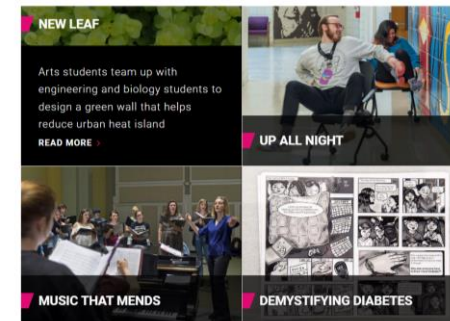 NEW LEAF
Arts students team up with
engineering and biology students to
design a green wall that helps
reduce urban heat island
READ MORE >
UP ALL NIGHT
MUSIC THAT MENDS
DEMYSTIFYING DIABETES